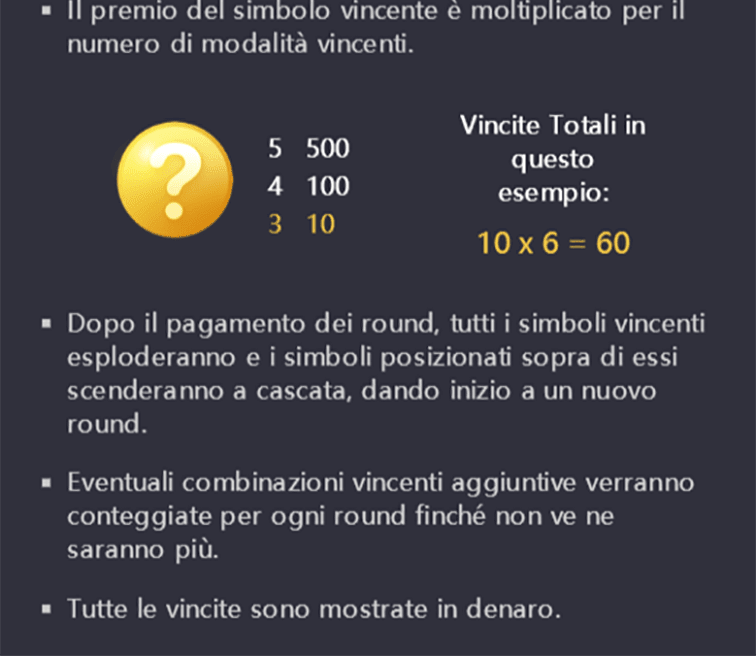 ▪ Il premio del simbolo vincente è moltiplicato per il
numero di modalità vincenti.
?
5 500
4 100
3 10
Vincite Totali in
questo
esempio:
10 x 6 = 60
▪ Dopo il pagamento dei round, tutti i simboli vincenti
esploderanno e i simboli posizionati sopra di essi
scenderanno a cascata, dando inizio a un nuovo
round.
▪ Eventuali combinazioni vincenti aggiuntive verranno
conteggiate per ogni round finché non ve ne
saranno più.
▪ Tutte le vincite sono mostrate in denaro.